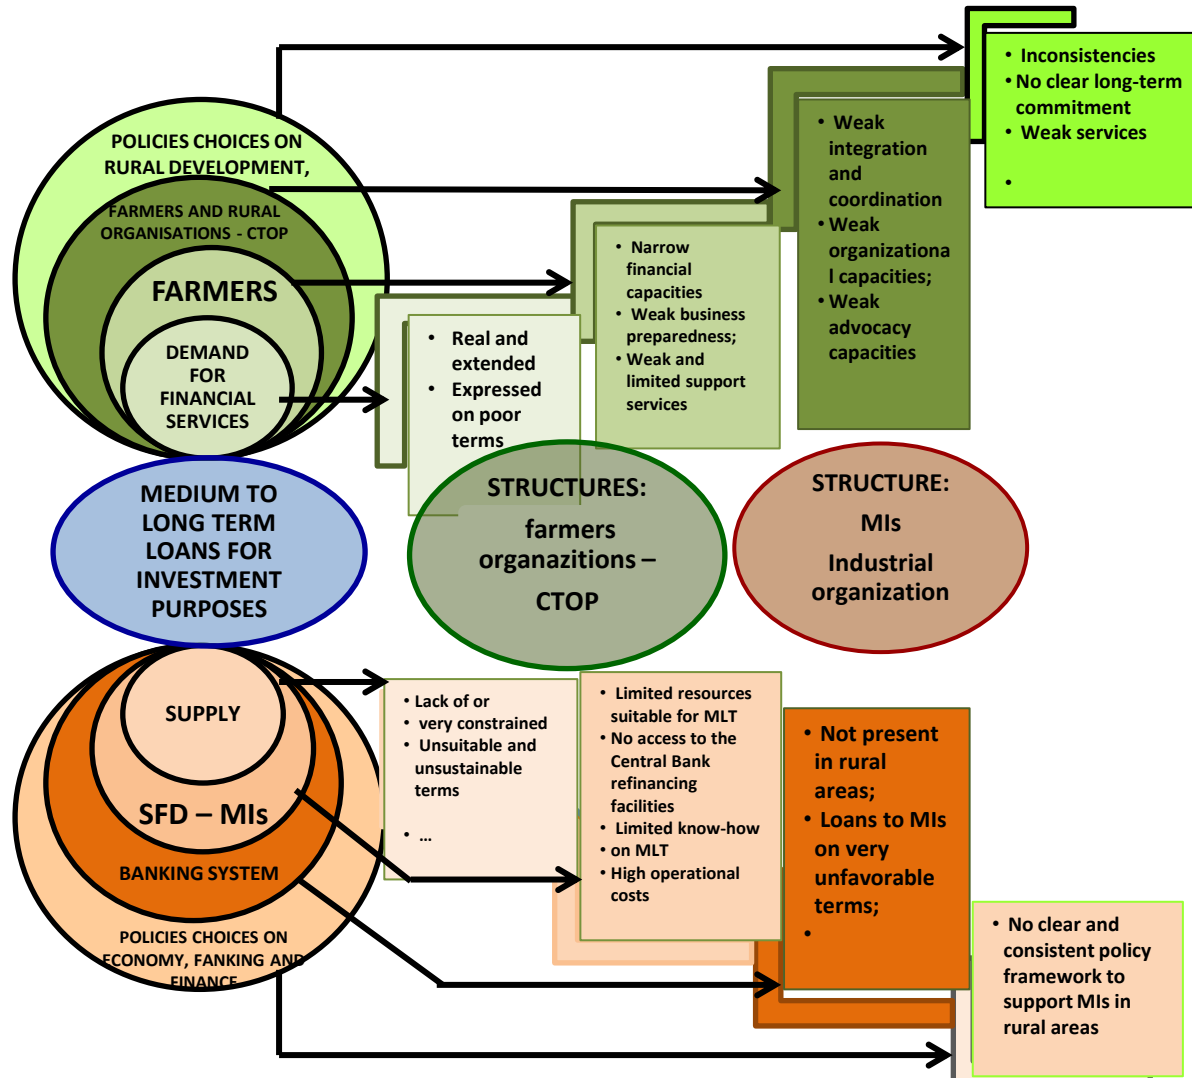 • Inconsistencies
• No clear long-term
commitment
• Weak services
•
POLICIES CHOICES ON
RURAL DEVELOPMENT,
FARMERS AND RURAL
ORGANISATIONS - CTOP
FARMERS
DEMAND
FOR
FINANCIAL
SERVICES
• Weak
integration
and
coordination
• Weak
organizationa
l capacities;
• Weak
advocacy
capacities
• Narrow
financial
capacities
• Weak business
preparedness;
• Weak and
limited support
services
• Real and
extended
• Expressed
on poor
terms
MEDIUM TO
LONG TERM
LOANS FOR
INVESTMENT
PURPOSES
STRUCTURES:
farmers
organazitions –
CTOP
STRUCTURE:
MIs
Industrial
organization
SUPPLY
SFD – MIs
BANKING SYSTEM
POLICIES CHOICES ON
ECONOMY, FANKING AND
FINANCE
• Lack of or
• very constrained
• Unsuitable and
unsustainable
terms
• ...
• Limited resources
suitable for MLT
• No access to the
Central Bank
refinancing
facilities
• Limited know-how
• on MLT
• High operational
costs
• Not present
in rural
areas;
• Loans to MIs
on very
unfavorable
terms;
•
• No clear and
consistent policy
framework to
support MIs in
rural areas